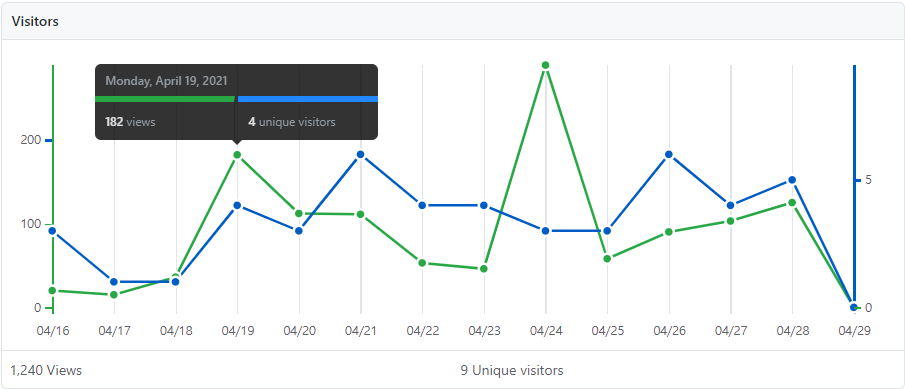 Visitors
Monday, April 19, 2021
182 views 4 unique visitors
200
100
0
5
0
04/16 04/17 04/18 04/19 04/20 04/21 04/22 04/23 04/24 04/25 04/26 04/27 04/28 04/29
1,240 Views 9 Unique visitors